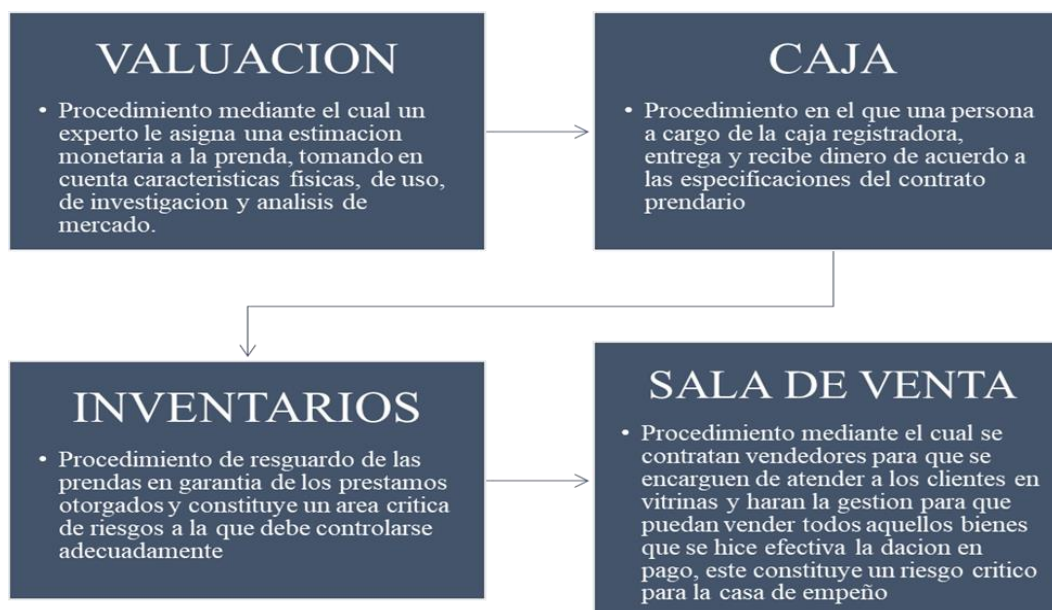 VALUACION
• Procedimiento mediante el cual un
experto le asigna una estimacion
monetaria a la prenda, tomando en
cuenta caracteristicas físicas, de uso,
de investigacion y analisis de
mercado.
CAJA
• Procedimiento en el que una persona
a cargo de la caja registradora,
entrega y recibe dinero de acuerdo a
las especificaciones del contrato
prendario
INVENTARIOS
• Procedimiento de resguardo de las
prendas en garantia de los prestamos
otorgados y constituye un area critica
de riesgos a la que debe controlarse
adecuadamente
SALA DE VENTA
• Procedimiento mediante el cual se
contratan vendedores para que se
encarguen de atender a los clientes en
vitrinas y haran la gestion para que
puedan vender todos aquellos bienes
que se hice efectiva la dacion en
pago, este constituye un riesgo critico
para la casa de empeño